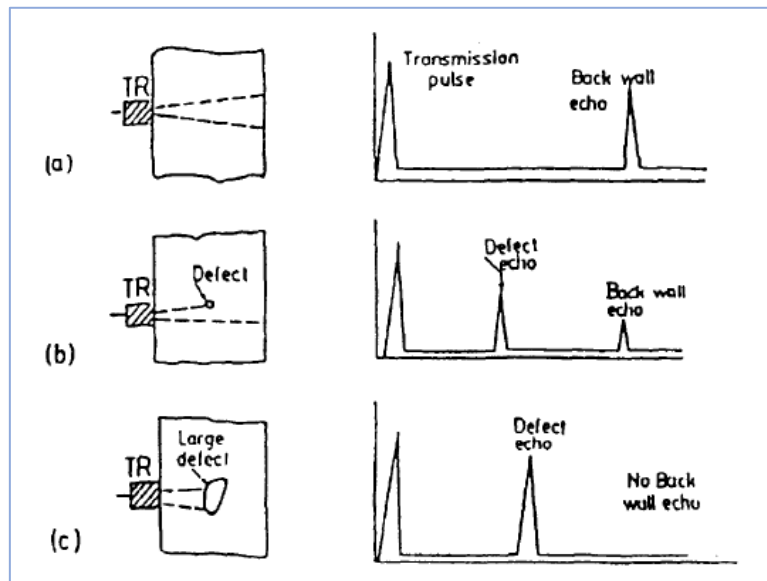 TR
(a)
Transmission
pulse
Back wall
echo
TR
Defect
(b)
Defect
echo
Back wall
echo
TR
Large
defect
(c)
Defect
echo
No Back
wall echo